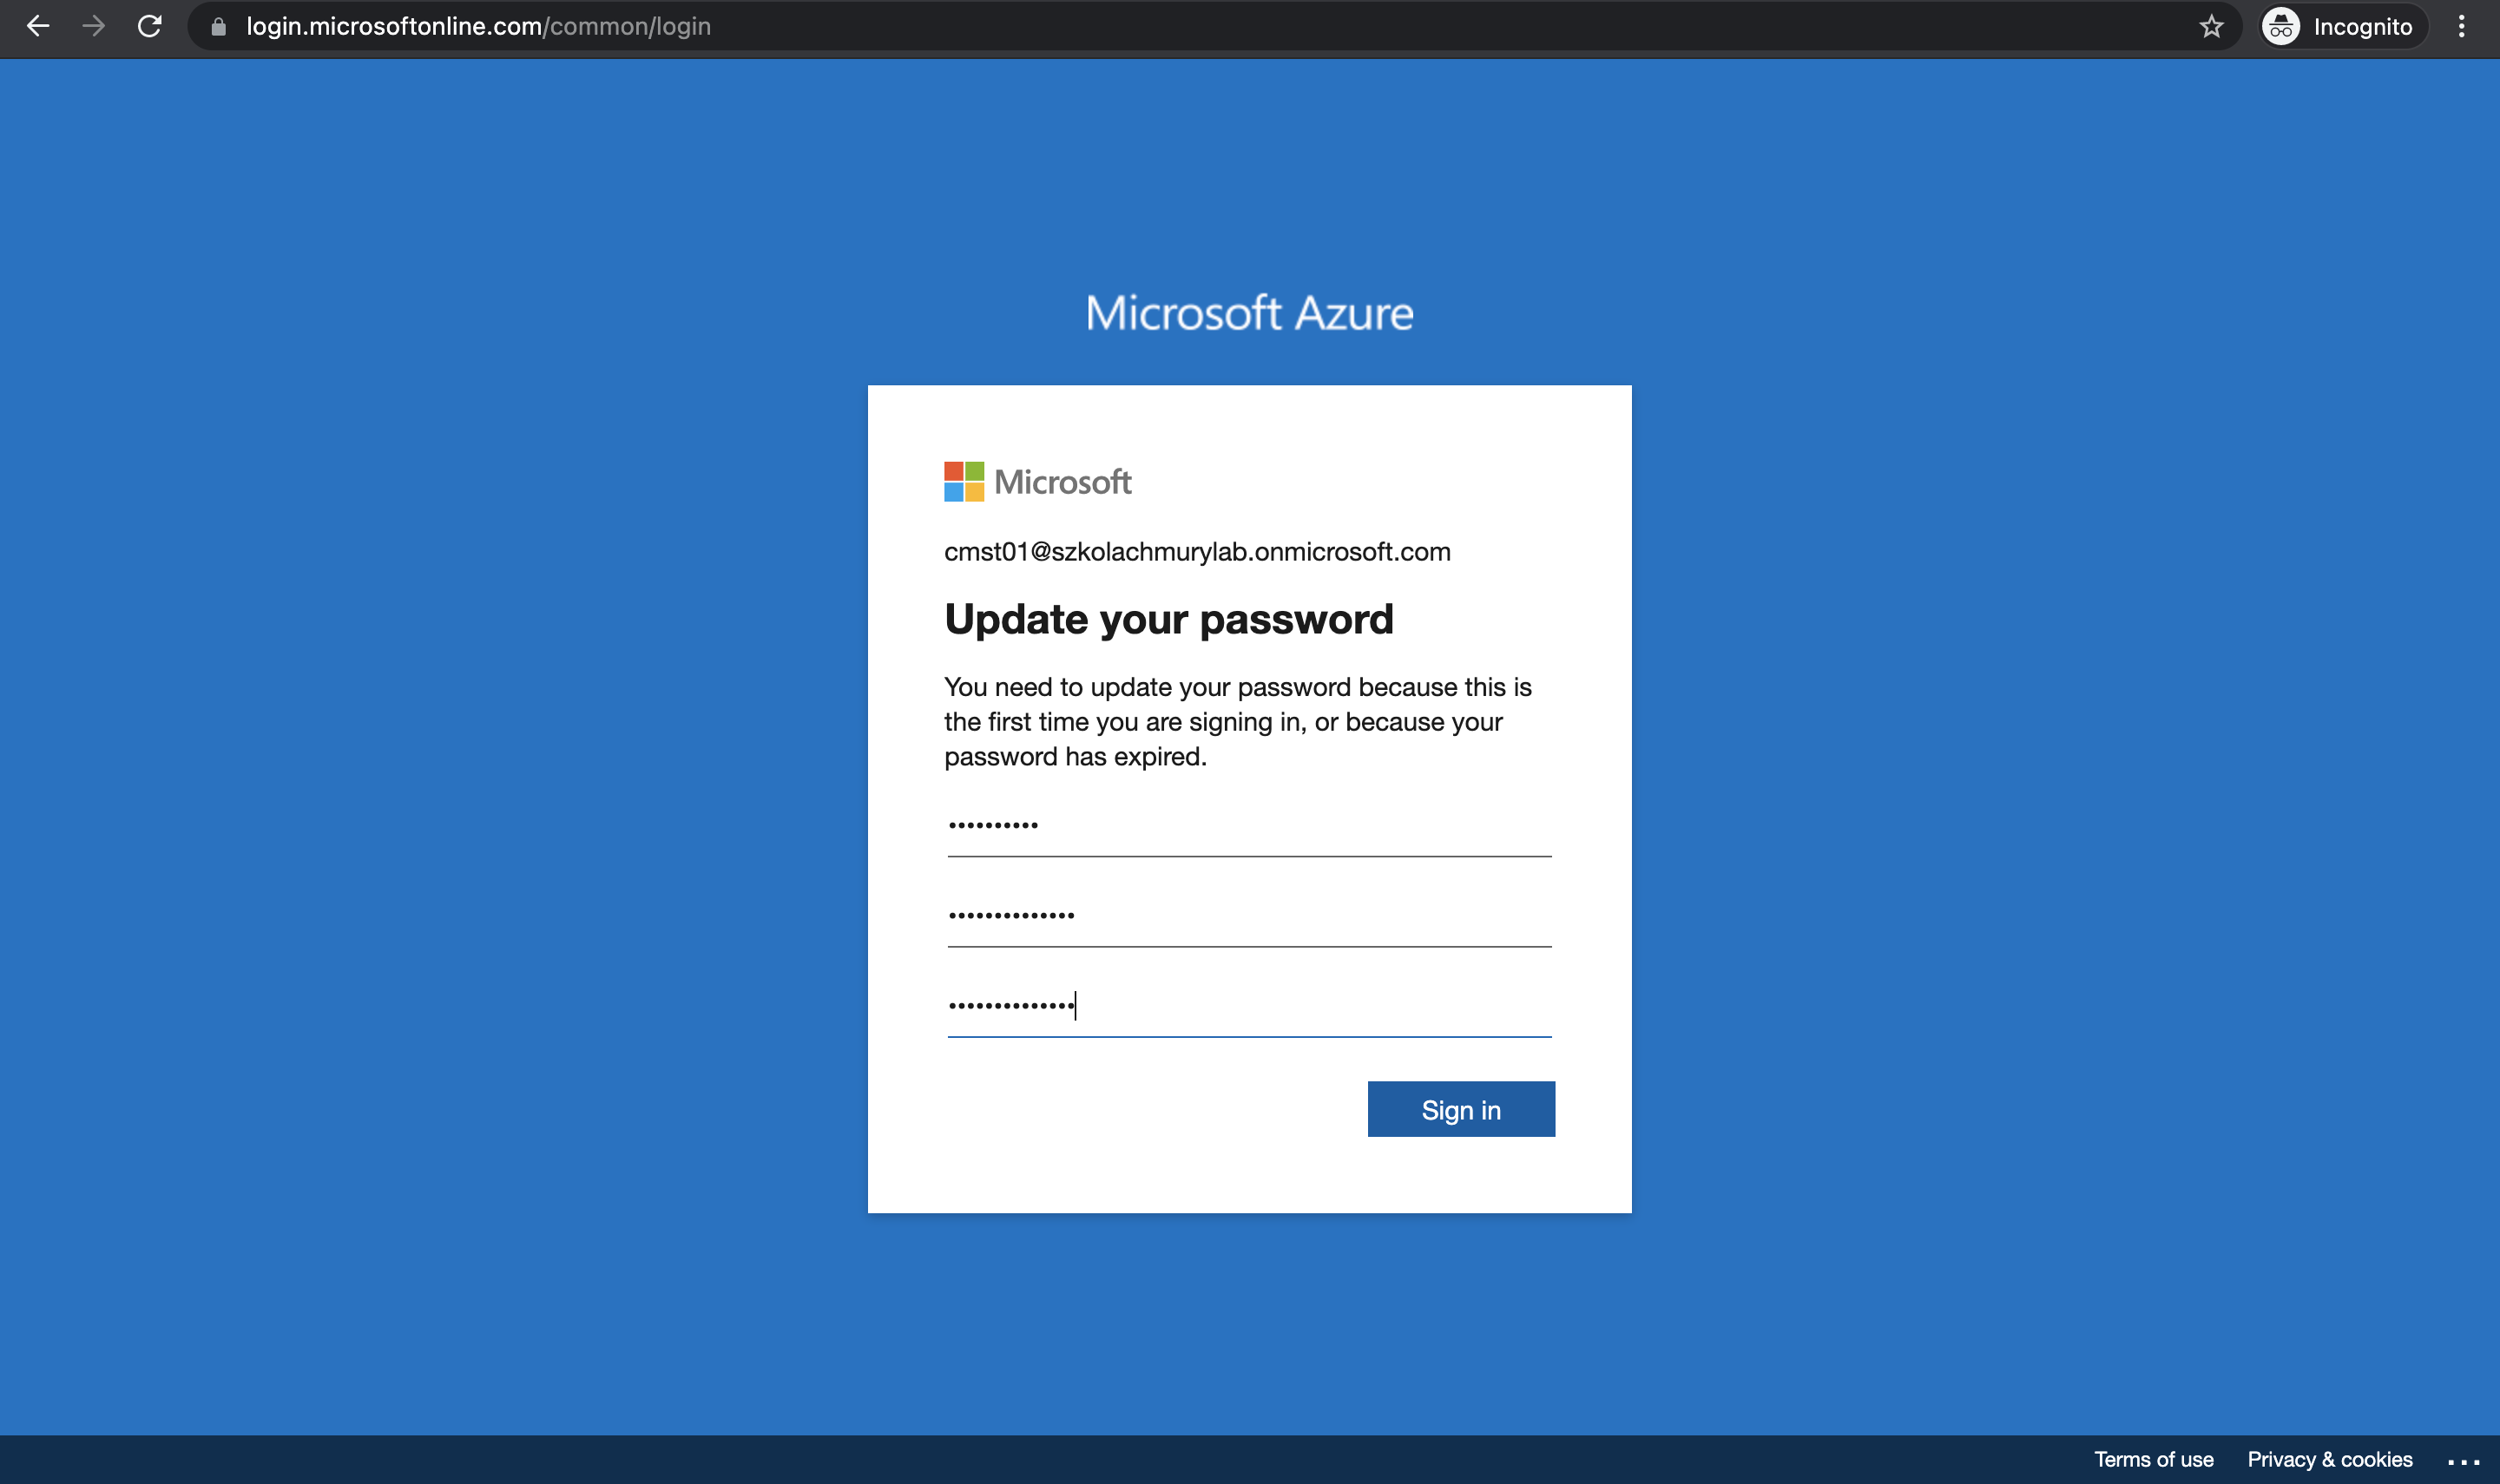 login.microsoftonline.com/common/login
Incognito
Microsoft Azure
Microsoft
cmst01@szkolachmurylab.onmicrosoft.com
Update your password
You need to update your password because this is
the first time you are signing in, or because your
password has expired.
••••••••••
••••••••••••••
••••••••••••••
Sign in
Terms of use Privacy & cookies ...